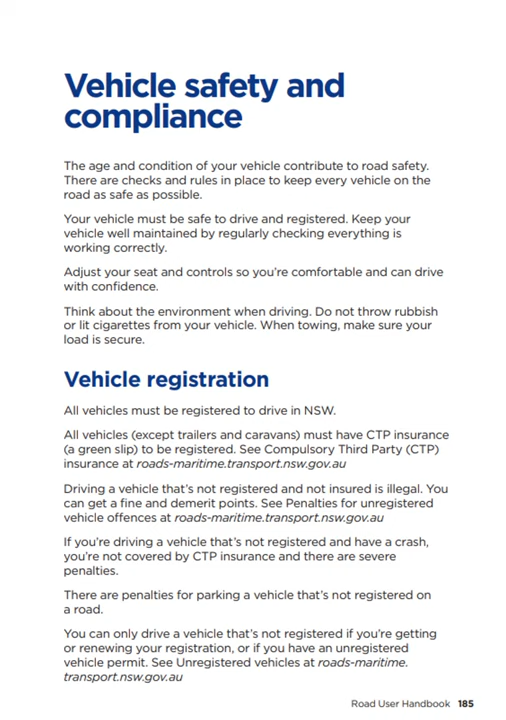 Vehicle safety and
compliance
The age and condition of your vehicle contribute to road safety.
There are checks and rules in place to keep every vehicle on the
road as safe as possible.
Your vehicle must be safe to drive and registered. Keep your
vehicle well maintained by regularly checking everything is
working correctly.
Adjust your seat and controls so you’re comfortable and can drive
with confidence.
Think about the environment when driving. Do not throw rubbish
or lit cigarettes from your vehicle. When towing, make sure your
load is secure.
Vehicle registration
All vehicles must be registered to drive in NSW.
All vehicles (except trailers and caravans) must have CTP insurance
(a green slip) to be registered. See Compulsory Third Party (CTP)
insurance at roads-maritime.transport.nsw.gov.au
Driving a vehicle that’s not registered and not insured is illegal. You
can get a fine and demerit points. See Penalties for unregistered
vehicle offences at roads-maritime.transport.nsw.gov.au
If you’re driving a vehicle that’s not registered and have a crash,
you’re not covered by CTP insurance and there are severe
penalties.
There are penalties for parking a vehicle that’s not registered on
a road.
You can only drive a vehicle that’s not registered if you’re getting
or renewing your registration, or if you have an unregistered
vehicle permit. See Unregistered vehicles at roads-maritime.
transport.nsw.gov.au
Road User Handbook 185